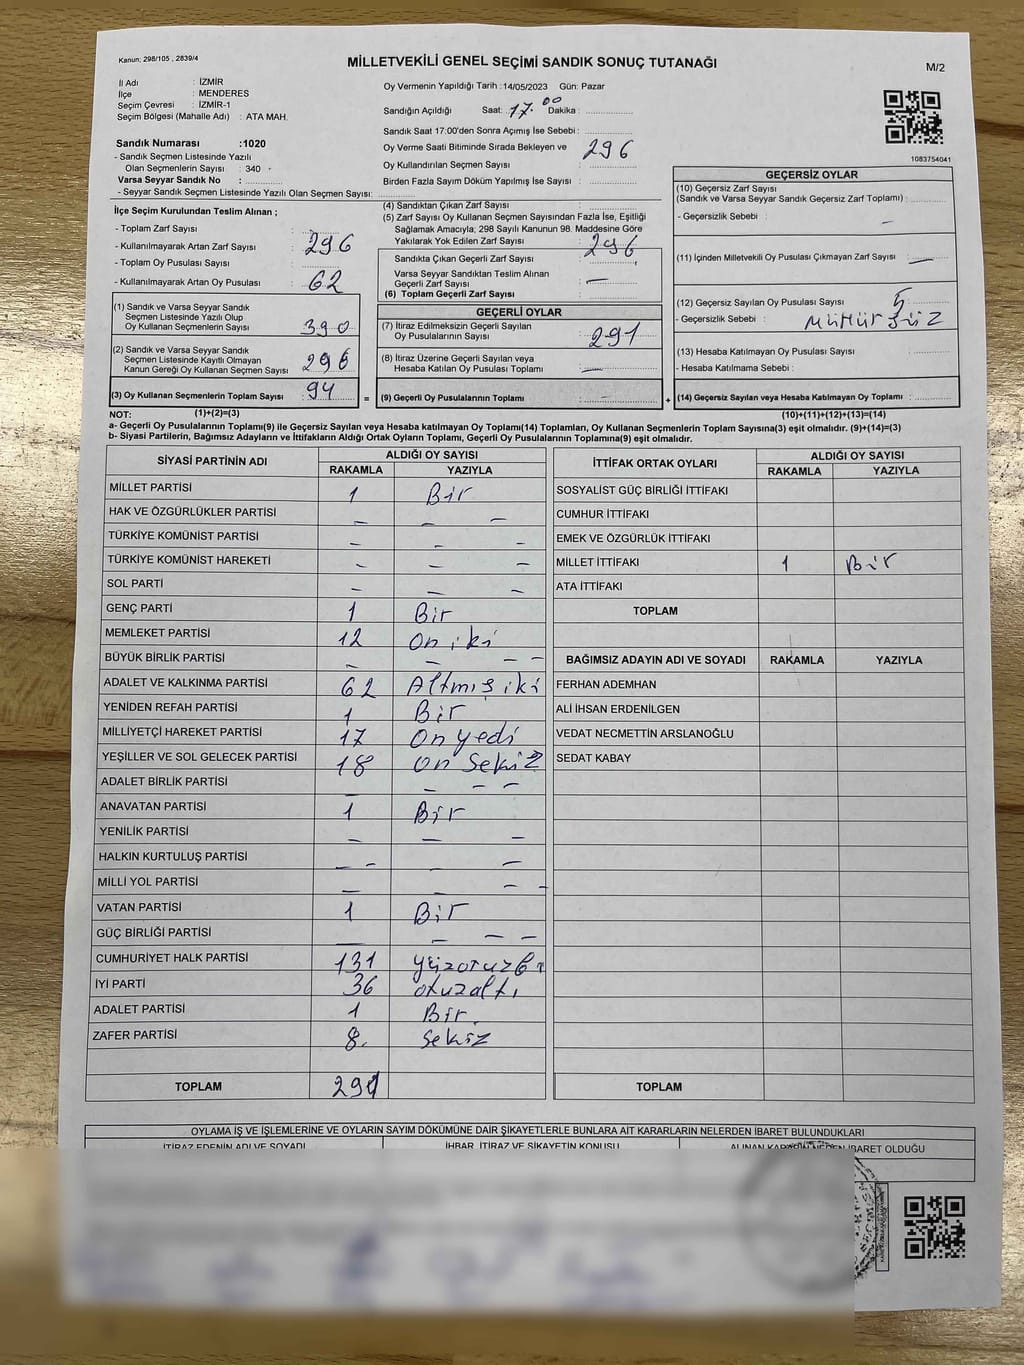 Kanun; 298/105 , 2839/4
MİLLETVEKİLİ GENEL SEÇİMİ SANDIK SONUÇ TUTANAĞI
M/2
İl Adı : İZMİR
İlçe : MENDERES
Seçim Çevresi : İZMİR-1
Seçim Bölgesi (Mahalle Adı) : ATA MAH.
Sandık Numarası :1020
- Sandık Seçmen Listesinde Yazılı
Olan Seçmenlerin Sayısı : 340
Varsa Seyyar Sandık No :
- Seyyar Sandık Seçmen Listesinde Yazılı Olan Seçmen Sayısı:
Oy Vermenin Yapıldığı Tarih :14/05/2023 Gün: Pazar
Sandığın Açıldığı Saat: 17.00 Dakika :
Sandık Saat 17:00'den Sonra Açımış İse Sebebi :
Oy Verme Saati Bitiminde Sırada Bekleyen ve
Oy Kullandırılan Seçmen Sayısı : 296
Birden Fazla Sayım Döküm Yapılmış İse Sayısı :
1083754041
İlçe Seçim Kurulundan Teslim Alınan ;
- Toplam Zarf Sayısı :
- Kullanılmayarak Artan Zarf Sayısı : 296
- Toplam Oy Pusulası Sayısı :
- Kullanılmayarak Artan Oy Pusulası : 62
(1) Sandık ve Varsa Seyyar Sandık
Seçmen Listesinde Yazılı Olup
Oy Kullanan Seçmenlerin Sayısı : 390
(2) Sandık ve Varsa Seyyar Sandık
Seçmen Listesinde Kayıtlı Olmayan
Kanun Gereği Oy Kullanan Seçmen Sayısı : 296
(3) Oy Kullanan Seçmenlerin Toplam Sayısı : 94
(1)+(2)=(3)
(4) Sandıktan Çıkan Zarf Sayısı :
(5) Zarf Sayısı Oy Kullanan Seçmen Sayısından Fazla İse, Eşitliği
Sağlamak Amacıyla; 298 Sayılı Kanunun 98. Maddesine Göre
Yakılarak Yok Edilen Zarf Sayısı : 296
Sandıkta Çıkan Geçerli Zarf Sayısı :
Varsa Seyyar Sandıktan Teslim Alınan
Geçerli Zarf Sayısı : —
(6) Toplam Geçerli Zarf Sayısı :
GEÇERLİ OYLAR
(7) İtiraz Edilmeksizin Geçerli Sayılan
Oy Pusulalarının Sayısı : 291
(8) İtiraz Üzerine Geçerli Sayılan veya
Hesaba Katılan Oy Pusulası Toplamı : —
= (9) Geçerli Oy Pusulalarının Toplamı : -
GEÇERSİZ OYLAR
(10) Geçersiz Zarf Sayısı
(Sandık ve Varsa Seyyar Sandık Geçersiz Zarf Toplamı) :
- Geçersizlik Sebebi : —
(11) İçinden Milletvekili Oy Pusulası Çıkmayan Zarf Sayısı : —
(12) Geçersiz Sayılan Oy Pusulası Sayısı : 5
- Geçersizlik Sebebi : MÜHÜRSÜZ
(13) Hesaba Katılmayan Oy Pusulası Sayısı :
- Hesaba Katılmama Sebebi :
+ (14) Geçersiz Sayılan veya Hesaba Katılmayan Oy Toplamı :
(10)+(11)+(12)+(13)=(14)
NOT:
a- Geçerli Oy Pusulalarının Toplamı(9) ile Geçersiz Sayılan veya Hesaba katılmayan Oy Toplamı(14) Toplamları, Oy Kullanan Seçmenlerin Toplam Sayısına(3) eşit olmalıdır. (9)+(14)=(3)
b- Siyasi Partilerin, Bağımsız Adayların ve İttifakların Aldığı Ortak Oyların Toplamı, Geçerli Oy Pusulalarının Toplamına(9) eşit olmalıdır.
SİYASİ PARTİNİN ADI ALDIĞI OY SAYISI
RAKAMLA YAZIYLA
MİLLET PARTİSİ 1 Bir
HAK VE ÖZGÜRLÜKLER PARTİSİ — — —
TÜRKİYE KOMÜNİST PARTİSİ — — —
TÜRKİYE KOMÜNİST HAREKETİ — — —
SOL PARTİ — — —
GENÇ PARTİ 1 Bir
MEMLEKET PARTİSİ 12 On iki
BÜYÜK BİRLİK PARTİSİ — — — —
ADALET VE KALKINMA PARTİSİ 62 Altmış iki
YENİDEN REFAH PARTİSİ 1 Bir
MİLLİYETÇİ HAREKET PARTİSİ 17 On yedi
YEŞİLLER VE SOL GELECEK PARTİSİ 18 On Sekiz
ADALET BİRLİK PARTİSİ — — — —
ANAVATAN PARTİSİ 1 Bir
YENİLİK PARTİSİ — — —
HALKIN KURTULUŞ PARTİSİ — - — —
MİLLİ YOL PARTİSİ — — — —
VATAN PARTİSİ 1 Bir
GÜÇ BİRLİĞİ PARTİSİ — — — —
CUMHURİYET HALK PARTİSİ 131 yüzotuzbi
İYİ PARTİ 36 otuzaltı
ADALET PARTİSİ 1 Bir.
ZAFER PARTİSİ 8. Sekiz
TOPLAM 291
İTTİFAK ORTAK OYLARI ALDIĞI OY SAYISI
RAKAMLA YAZIYLA
SOSYALİST GÜÇ BİRLİĞİ İTTİFAKI
CUMHUR İTTİFAKI
EMEK VE ÖZGÜRLÜK İTTİFAKI
MİLLET İTTİFAKI 1 Bir
ATA İTTİFAKI
TOPLAM
BAĞIMSIZ ADAYIN ADI VE SOYADI RAKAMLA YAZIYLA
FERHAN ADEMHAN
ALİ İHSAN ERDENİLGEN
VEDAT NECMETTİN ARSLANOĞLU
SEDAT KABAY
TOPLAM
OYLAMA İŞ VE İŞLEMLERİNE VE OYLARIN SAYIM DÖKÜMÜNE DAİR ŞİKAYETLERLE BUNLARA AİT KARARLARIN NELERDEN İBARET BULUNDUKLARI
İTİRAZ EDENİN ADI VE SOYADI İHBAR, İTİRAZ VE ŞİKAYETİN KONUSU ALINAN KARARIN NEDEN İBARET OLDUĞU